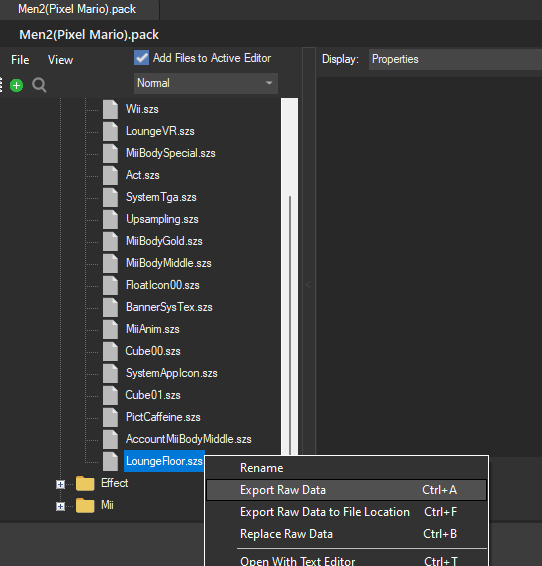 Men2(Pixel Mario).pack
Men2(Pixel Mario).pack
File View Add Files to Active Editor Display: Properties
Normal
Wii.szs
LoungeVR.szs
MiiBodySpecial.szs
Act.szs
SystemTga.szs
Upsampling.szs
MiiBodyGold.szs
MiiBodyMiddle.szs
FloatIcon00.szs
BannerSysTex.szs
MiiAnim.szs
Cube00.szs
SystemAppIcon.szs
Cube01.szs
PictCaffeine.szs
AccountMiiBodyMiddle.szs
LoungeFloor.szs
Effect
Mii
Rename
Export Raw Data Ctrl+A
Export Raw Data to File Location Ctrl+F
Replace Raw Data Ctrl+B
Open With Text Editor Ctrl+T